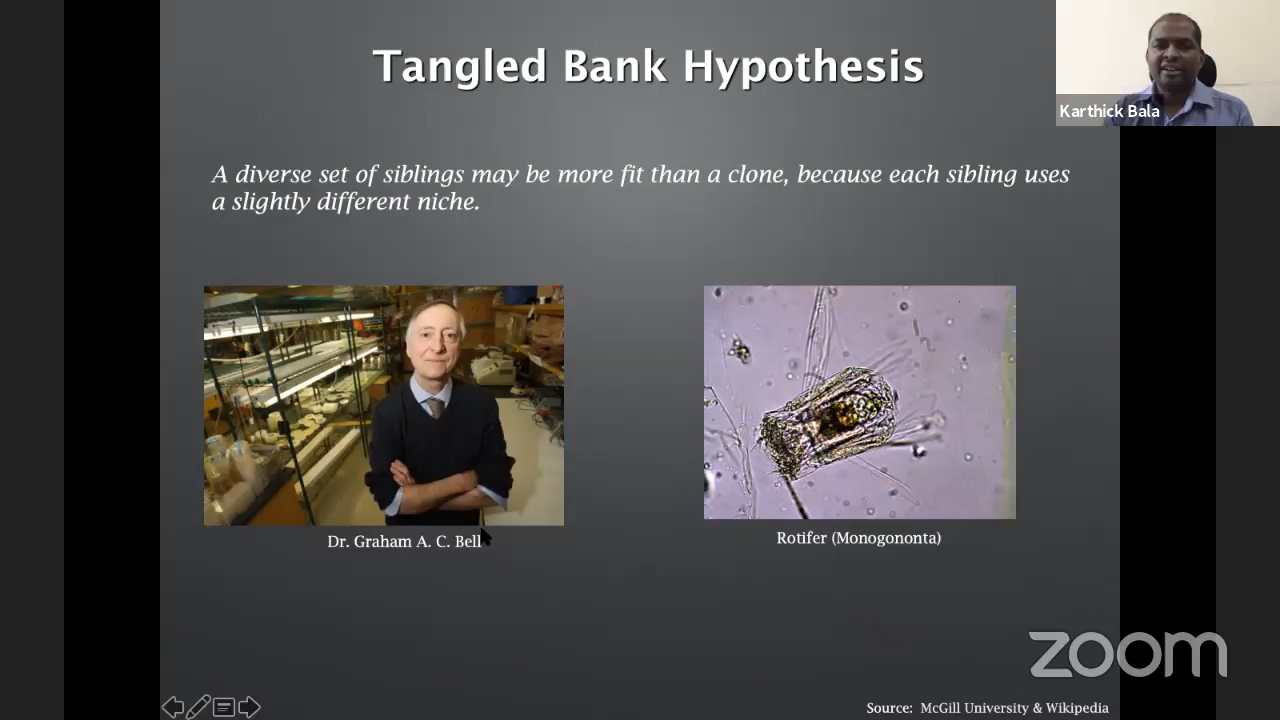 Tangled Bank Hypothesis
Karthick Bala
A diverse set of siblings may be more fit than a clone, because each sibling uses
a slightly different niche.
Dr. Graham A. C. Bell
Rotifer (Monogononta)
zoom
Source: McGill University & Wikipedia